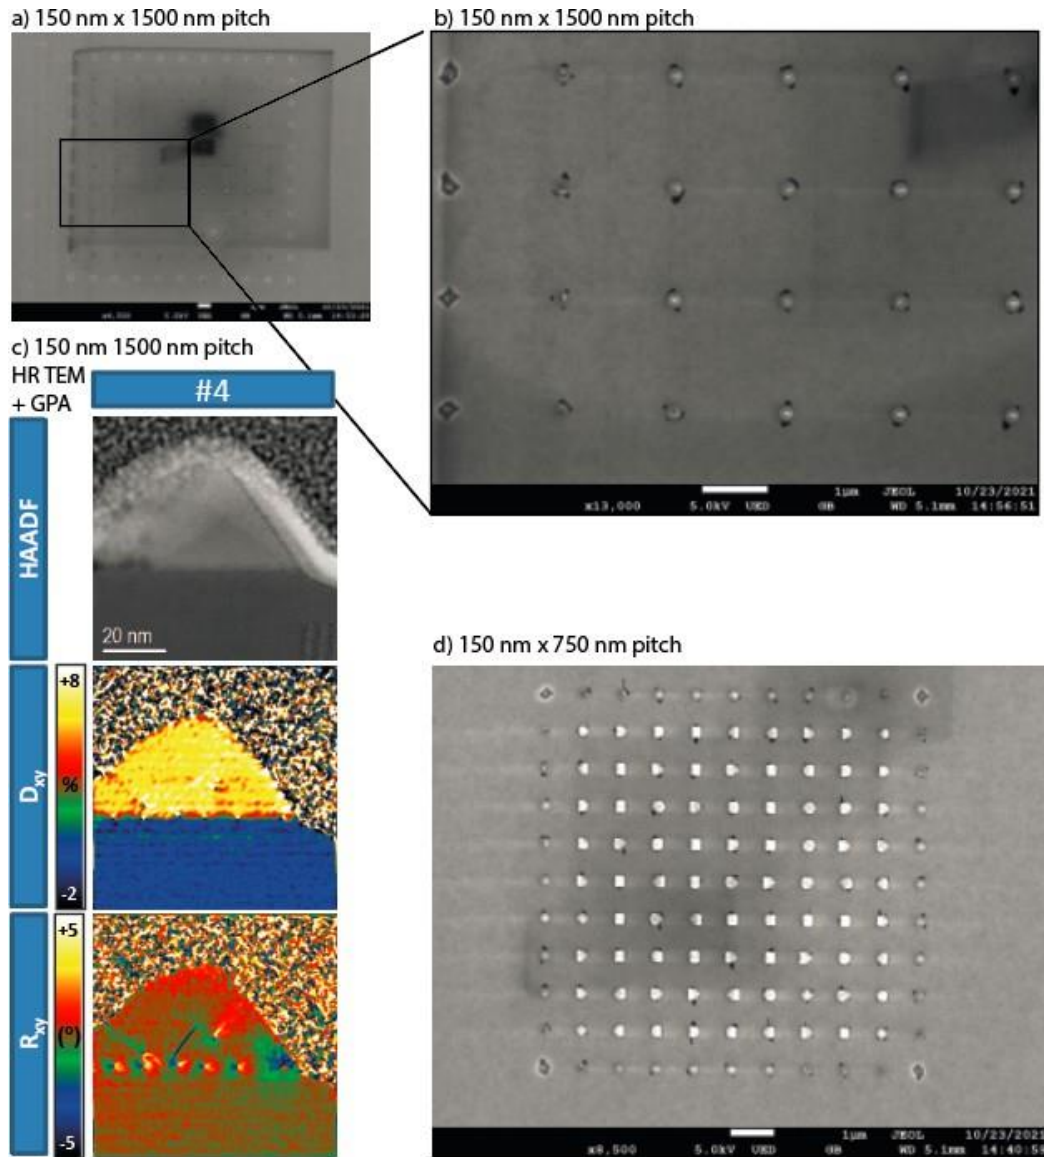 a) 150 nm x 1500 nm pitch
b) 150 nm x 1500 nm pitch
1µm JEOL 10/23/2021
x13,000 5.0kV GB WD 5.1mm 14:56:51
c) 150 nm 1500 nm pitch
HR TEM
+ GPA
#4
HAADF
20 nm
Dxy
+8
%
-2
Rxy
+5
(°)
-5
d) 150 nm x 750 nm pitch
1µm JEOL 10/23/2021
x8,500 5.0kV GB WD 5.1mm 14:40:59